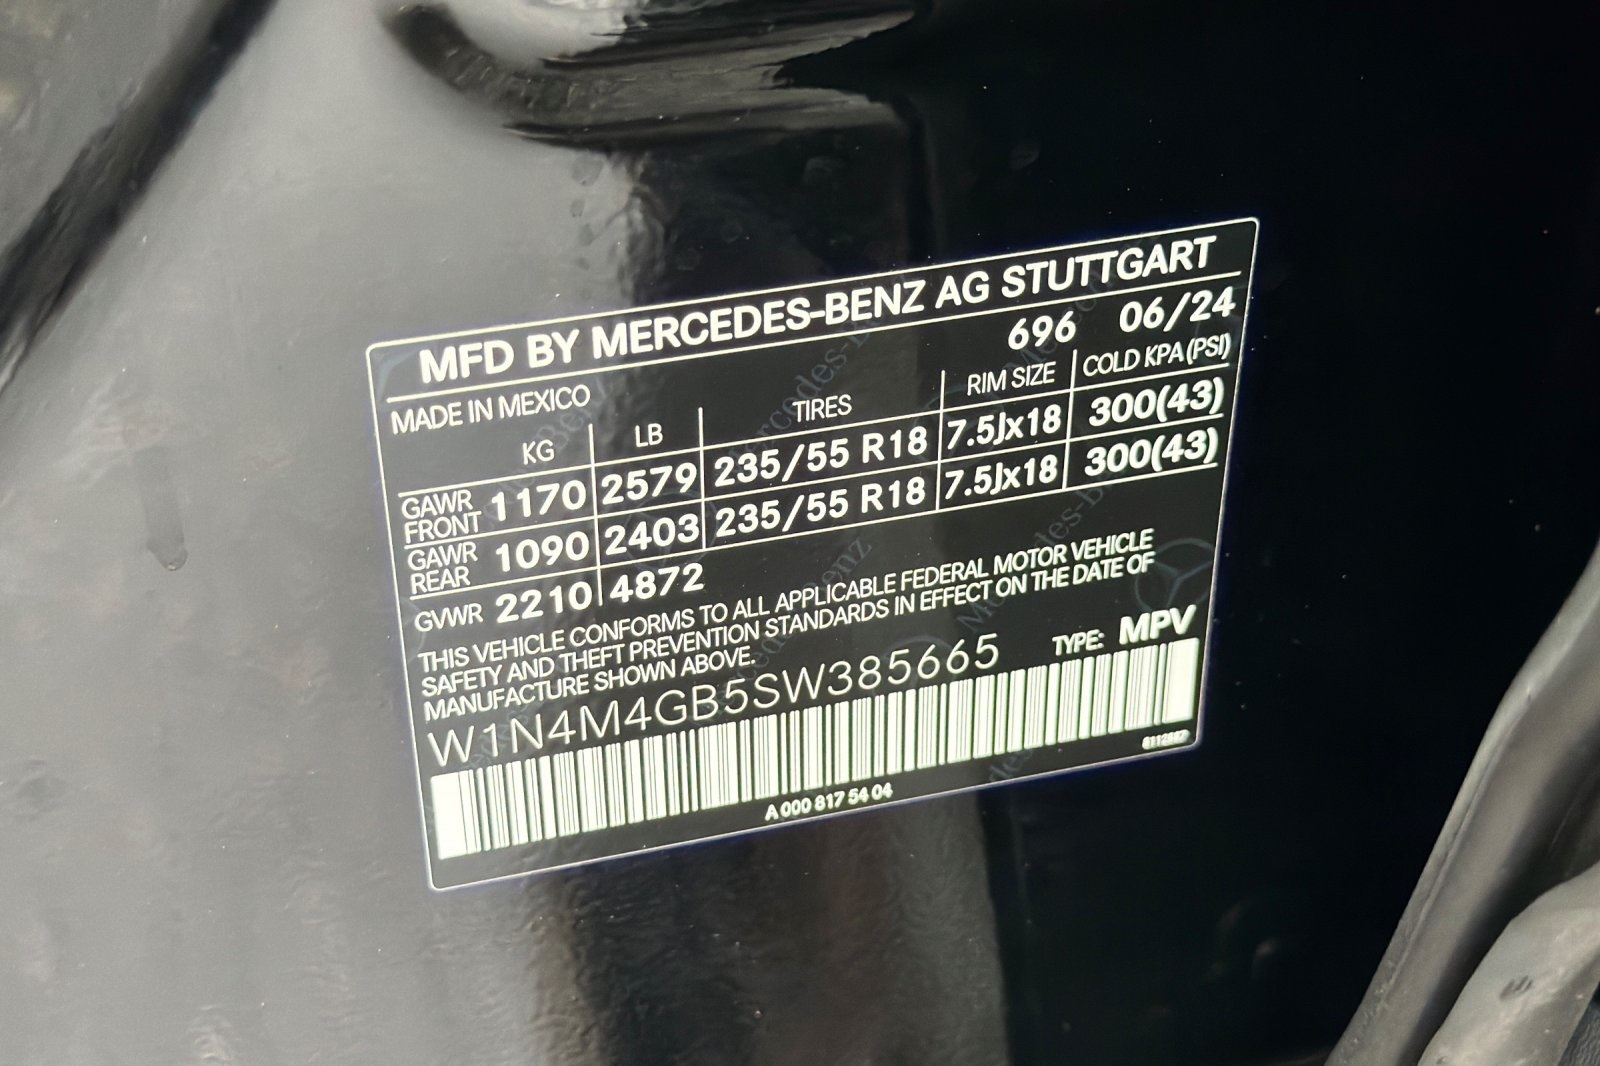 MFD BY MERCEDES-BENZ AG STUTTGART
MADE IN MEXICO 696 06/24
KG LB TIRES RIM SIZE COLD KPA (PSI)
GAWR FRONT 1170 2579 235/55 R18 7.5Jx18 300(43)
GAWR REAR 1090 2403 235/55 R18 7.5Jx18 300(43)
GVWR 2210 4872
THIS VEHICLE CONFORMS TO ALL APPLICABLE FEDERAL MOTOR VEHICLE
SAFETY AND THEFT PREVENTION STANDARDS IN EFFECT ON THE DATE OF
MANUFACTURE SHOWN ABOVE.
W1N4M4GB5SW385665 TYPE: MPV
A 000 817 54 04